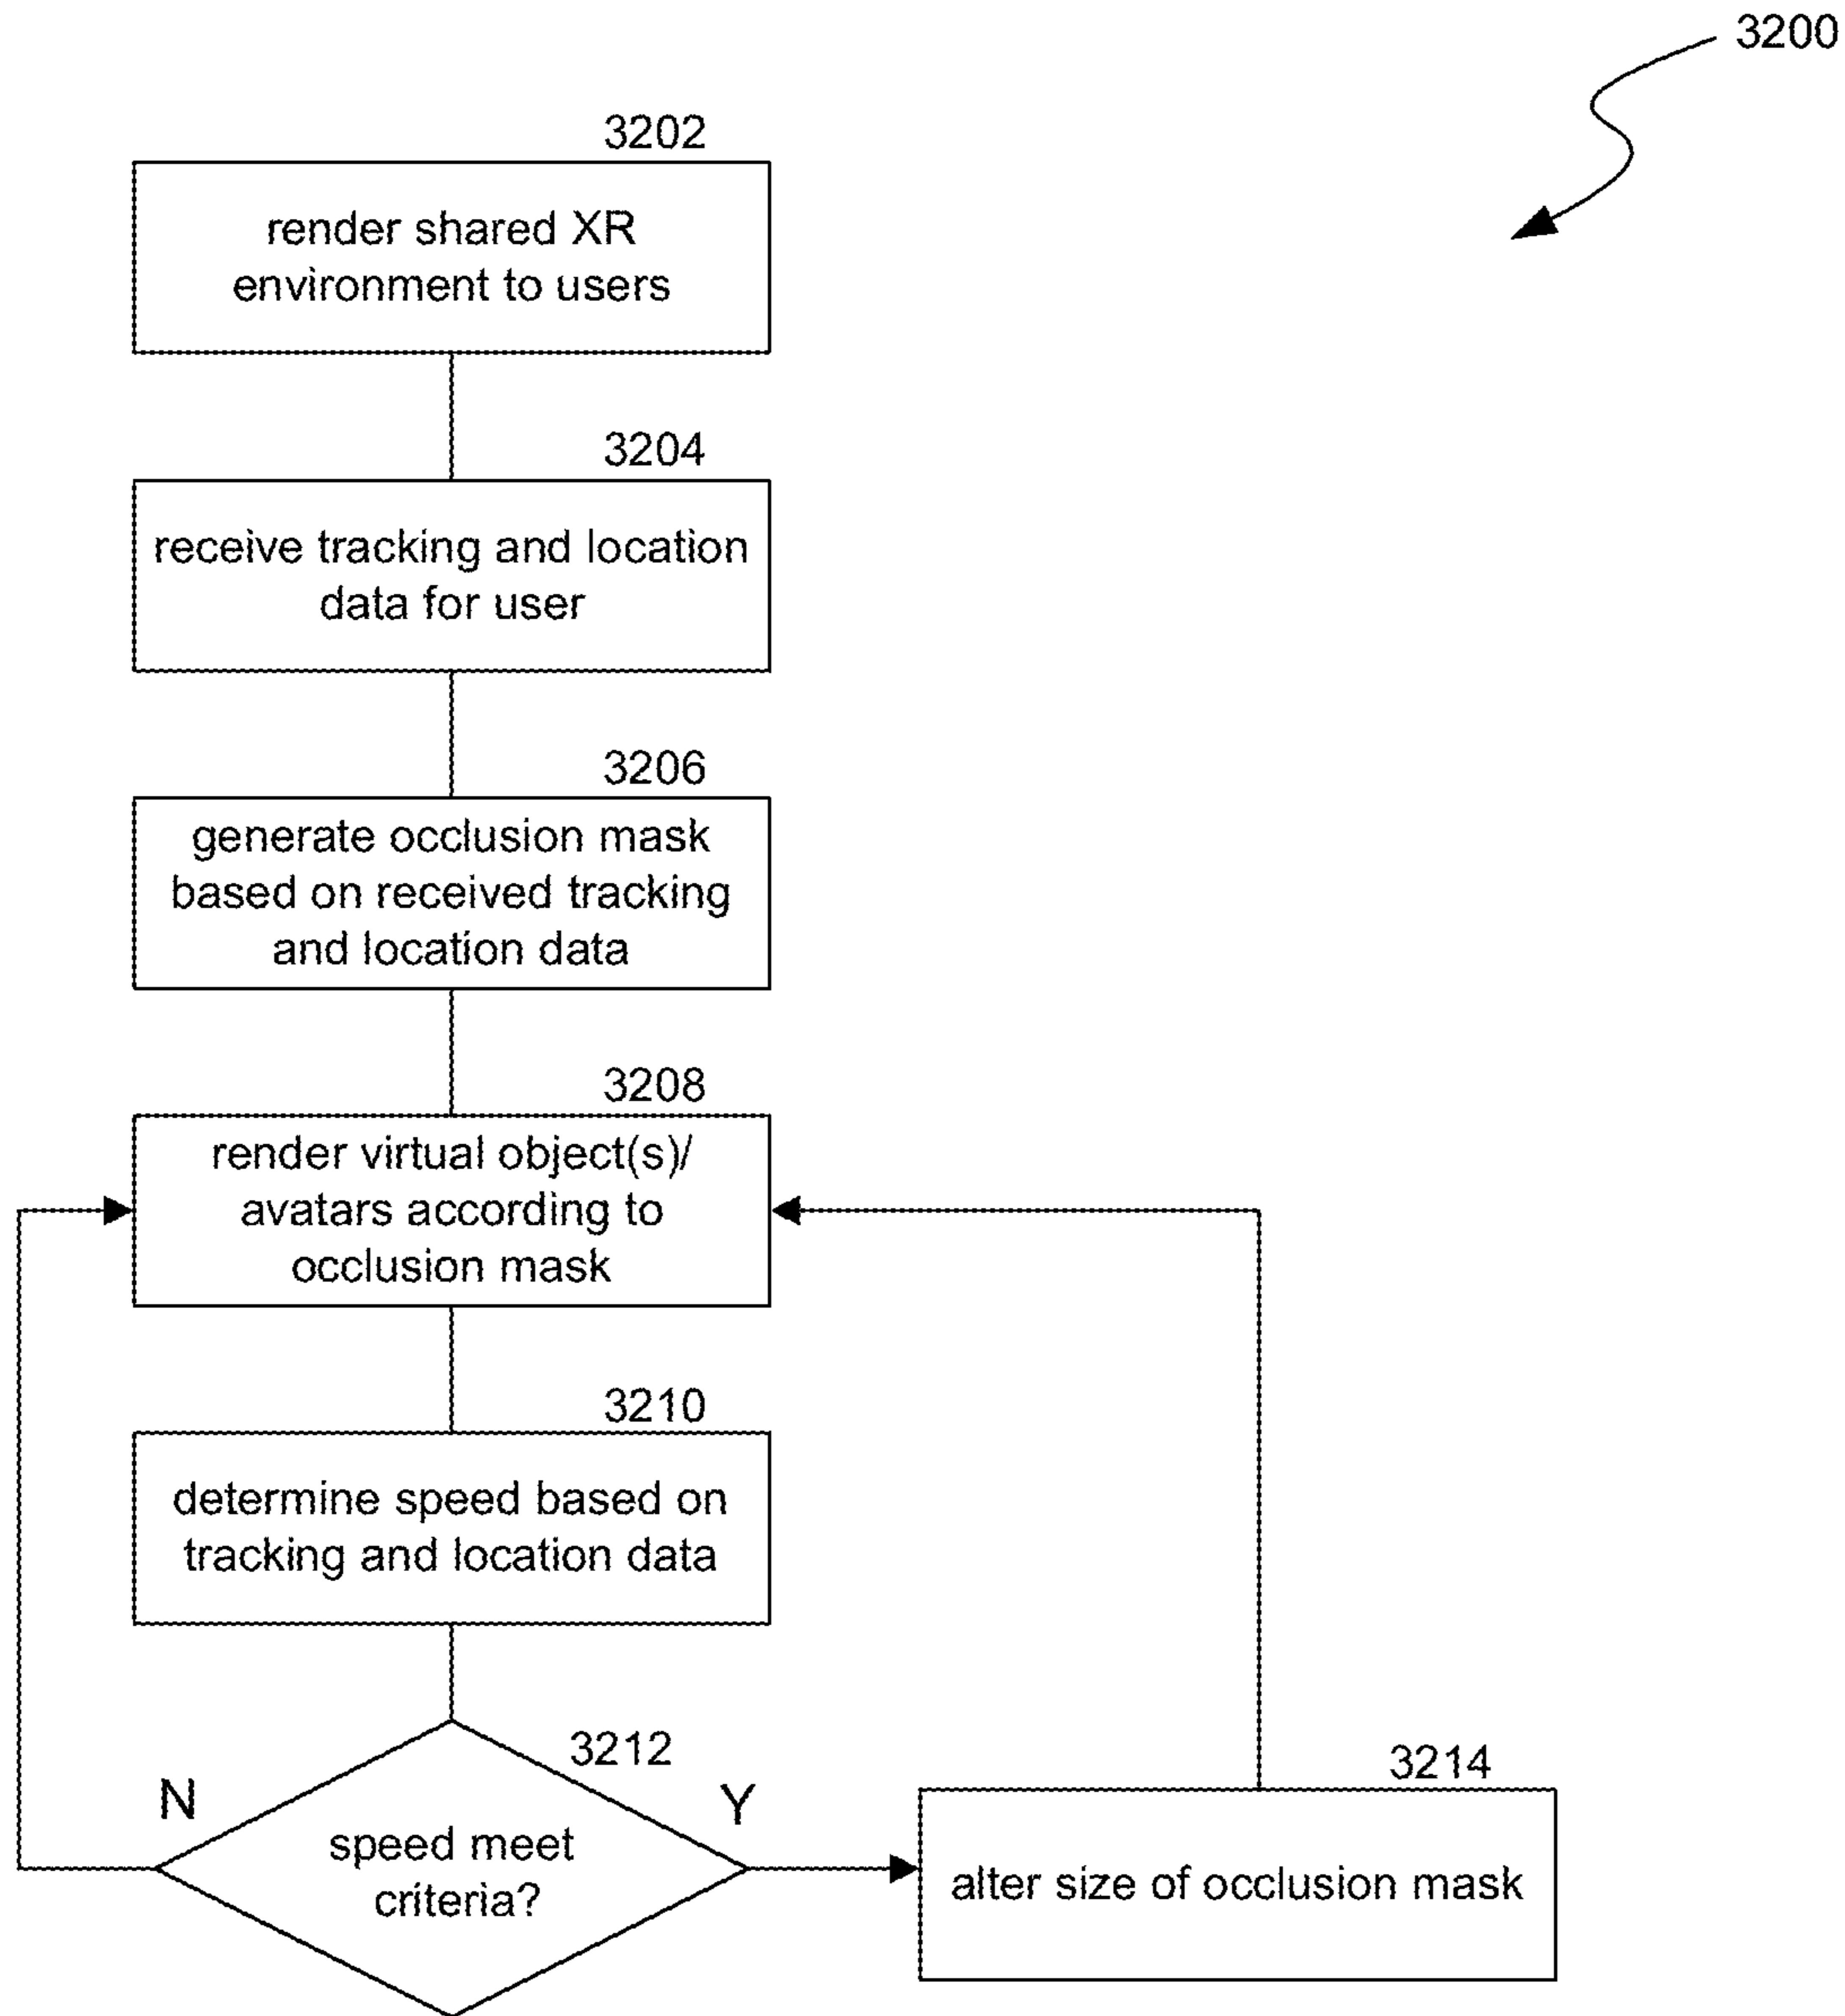 3200
3202
render shared XR
environment to users
3204
receive tracking and location
data for user
3206
generate occlusion mask
based on received tracking
and location data
3208
render virtual object(s)/
avatars according to
occlusion mask
3210
determine speed based on
tracking and location data
3212
N
Y
speed meet
criteria?
3214
alter size of occlusion mask